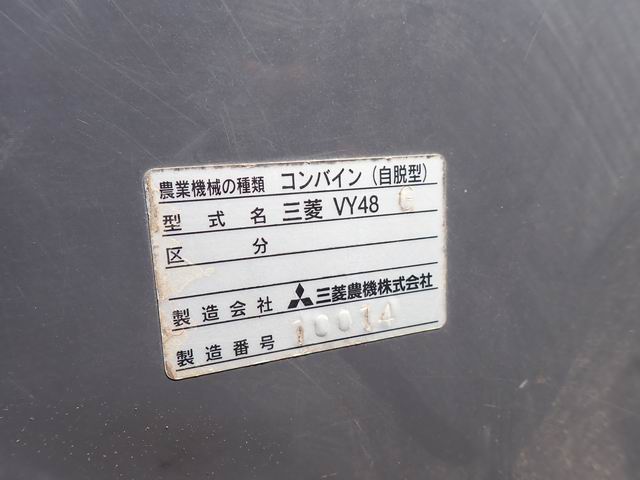 農業機械の種類 コンバイン(自脱型)
型式名 三菱 VY48 G
区分
製造会社 三菱農機株式会社
製造番号 10014